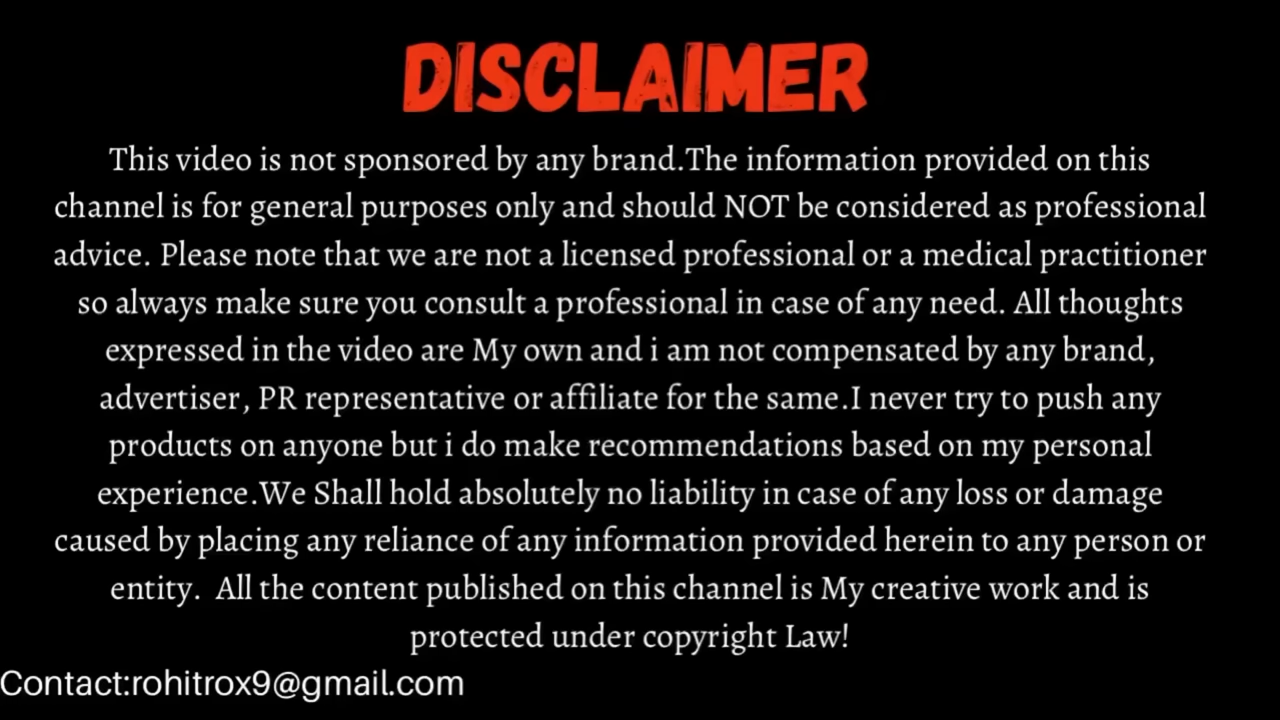 DISCLAIMER
This video is not sponsored by any brand.The information provided on this
channel is for general purposes only and should NOT be considered as professional
advice. Please note that we are not a licensed professional or a medical practitioner
so always make sure you consult a professional in case of any need. All thoughts
expressed in the video are My own and i am not compensated by any brand,
advertiser, PR representative or affiliate for the same.I never try to push any
products on anyone but i do make recommendations based on my personal
experience.We Shall hold absolutely no liability in case of any loss or damage
caused by placing any reliance of any information provided herein to any person or
entity.  All the content published on this channel is My creative work and is
protected under copyright Law!
Contact:rohitrox9@gmail.com